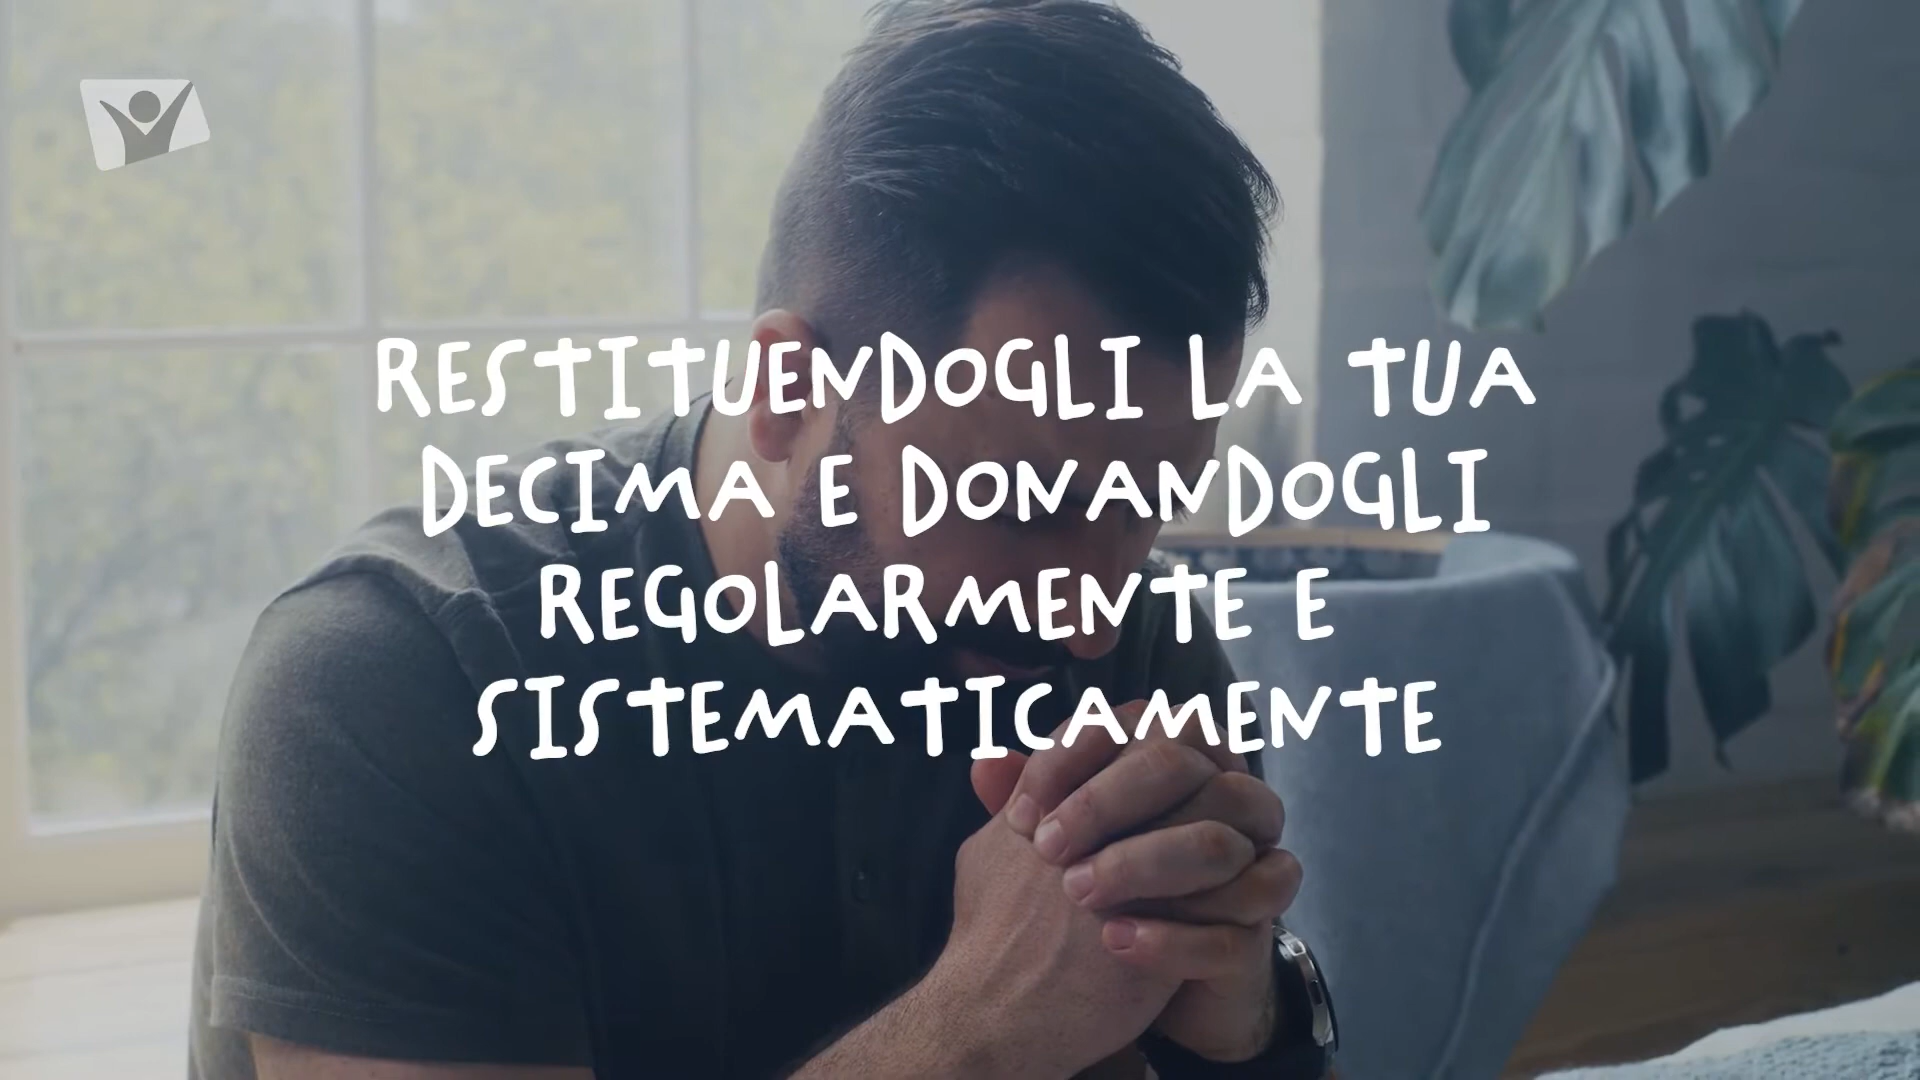 RESTITUENDOGLI LA TUA
DECIMA E DONANDOGLI
REGOLARMENTE E
SISTEMATICAMENTE